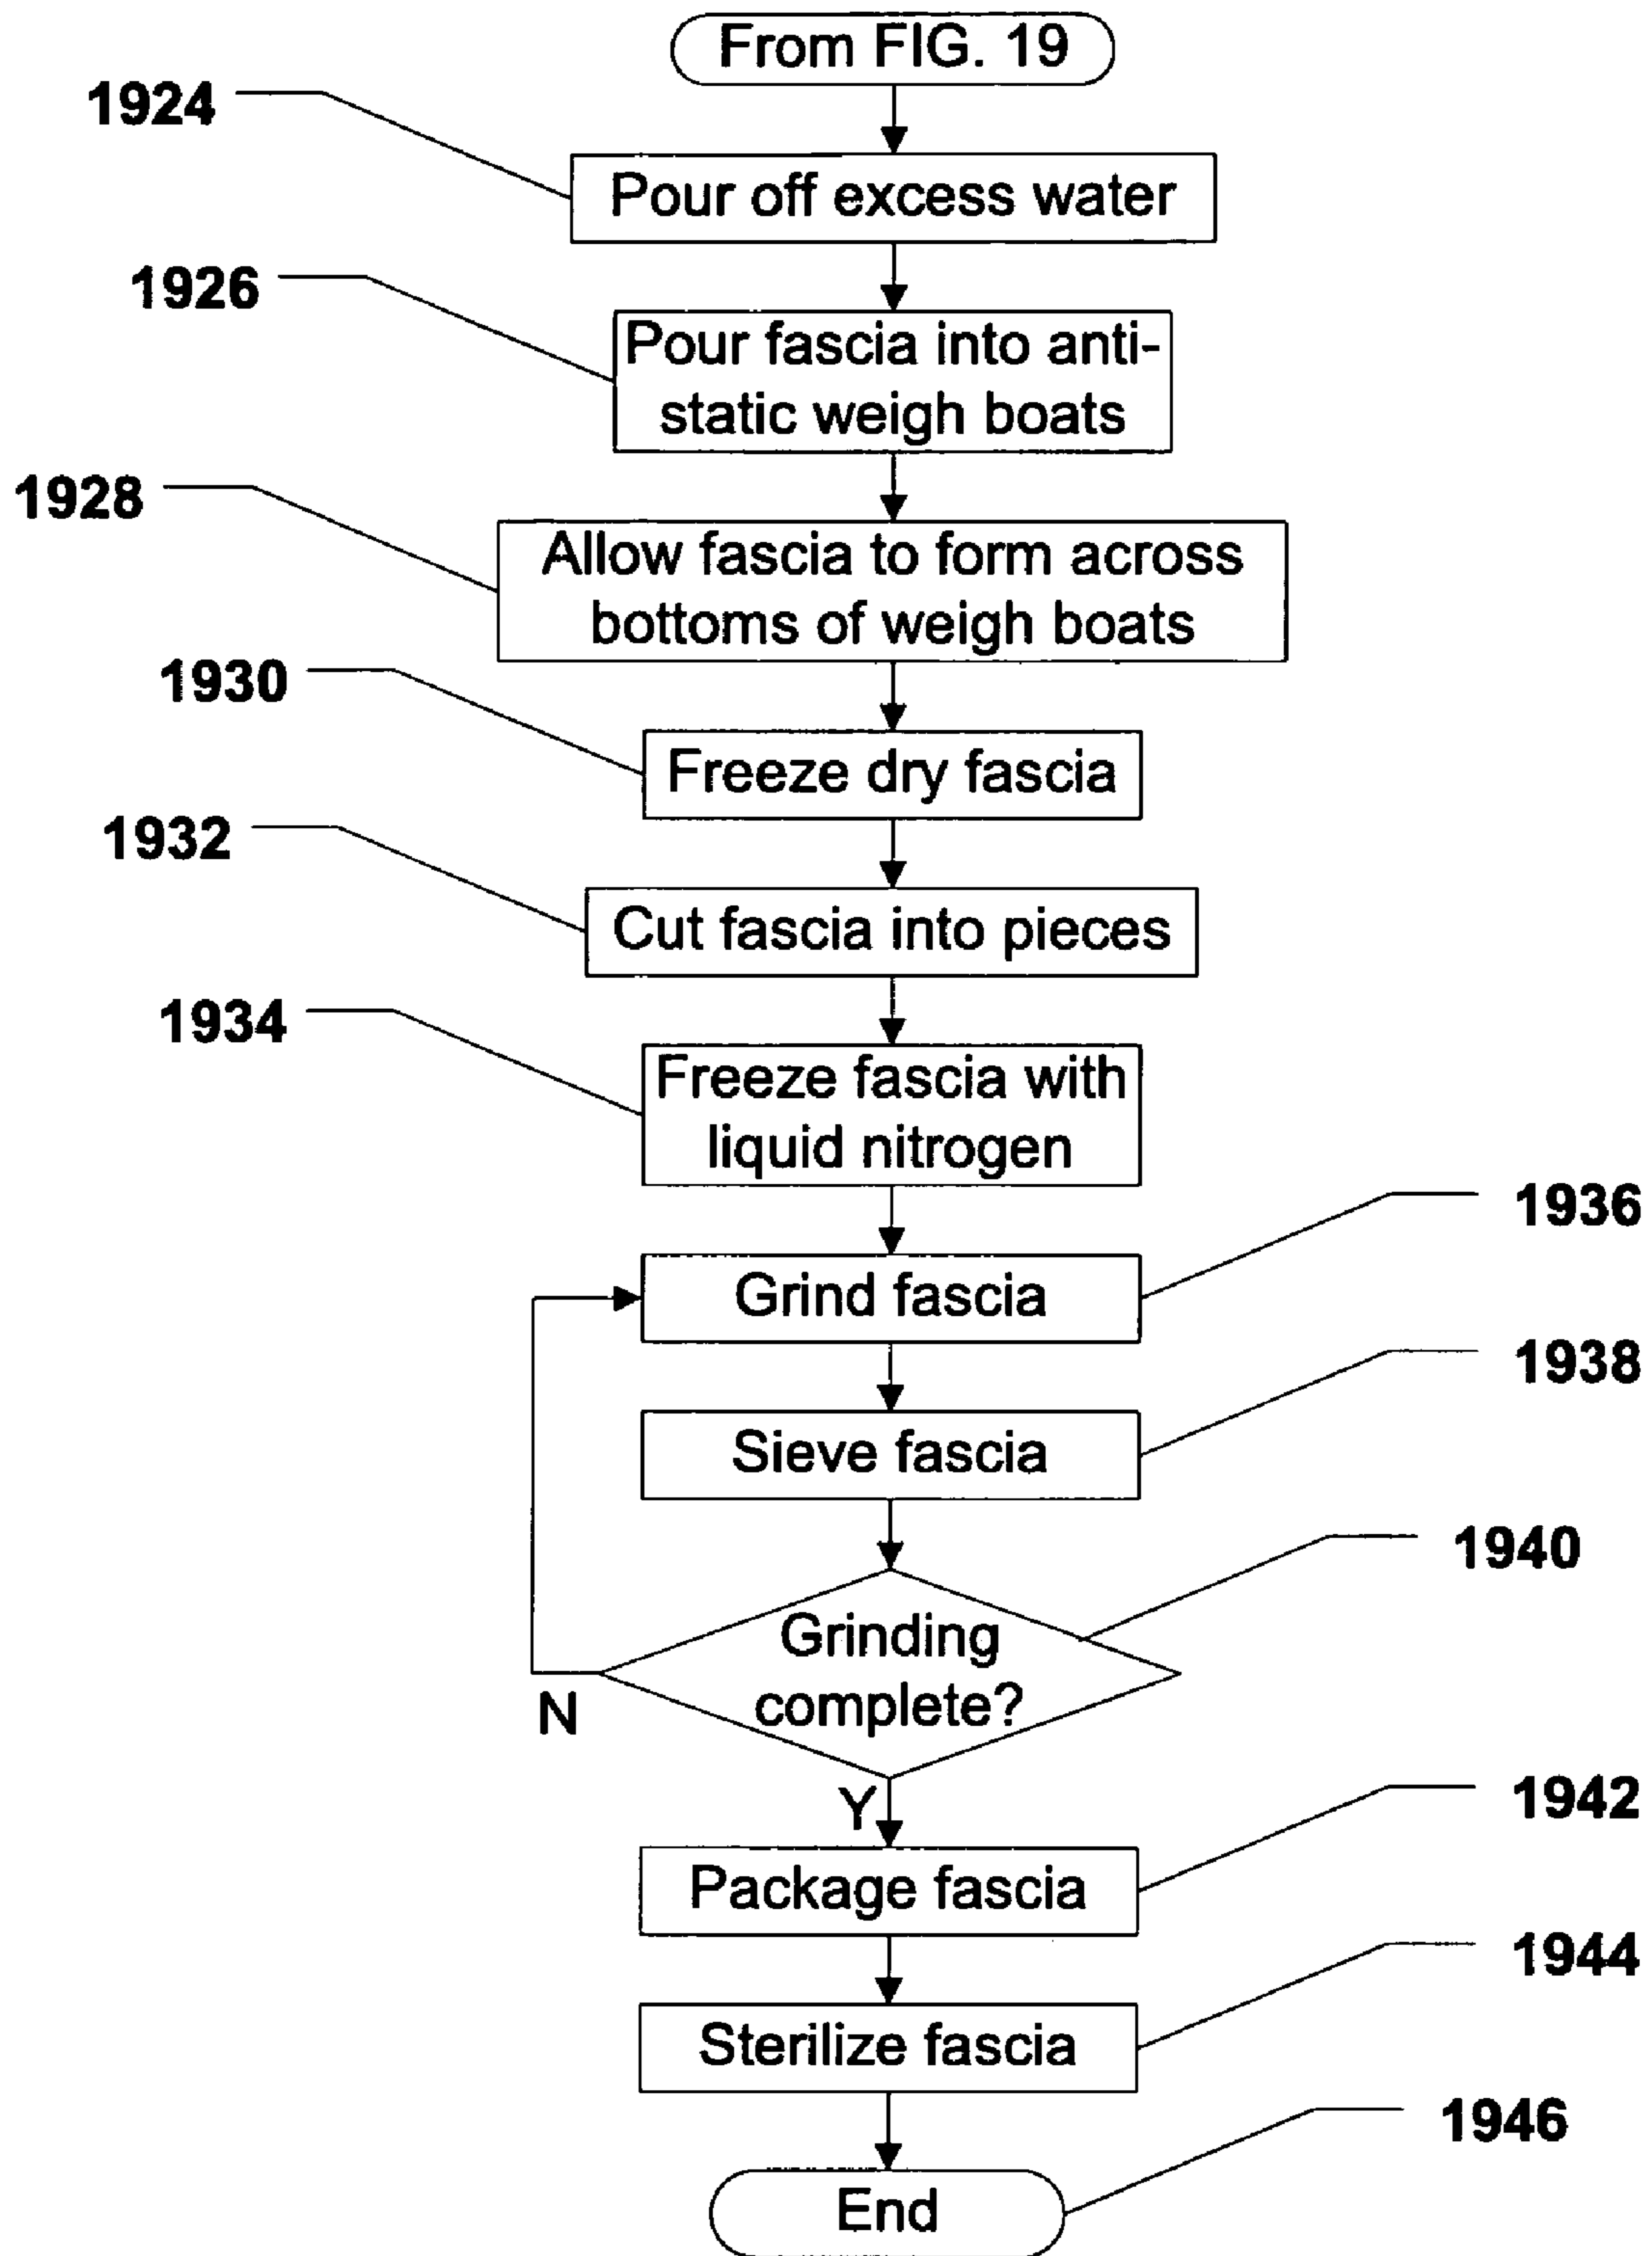 From FIG. 19
1924
Pour off excess water
1926
Pour fascia into anti-
static weigh boats
1928
Allow fascia to form across
bottoms of weigh boats
1930
Freeze dry fascia
1932
Cut fascia into pieces
1934
Freeze fascia with
liquid nitrogen
1936
Grind fascia
1938
Sieve fascia
1940
Grinding
complete?
N
Y
1942
Package fascia
1944
Sterilize fascia
1946
End